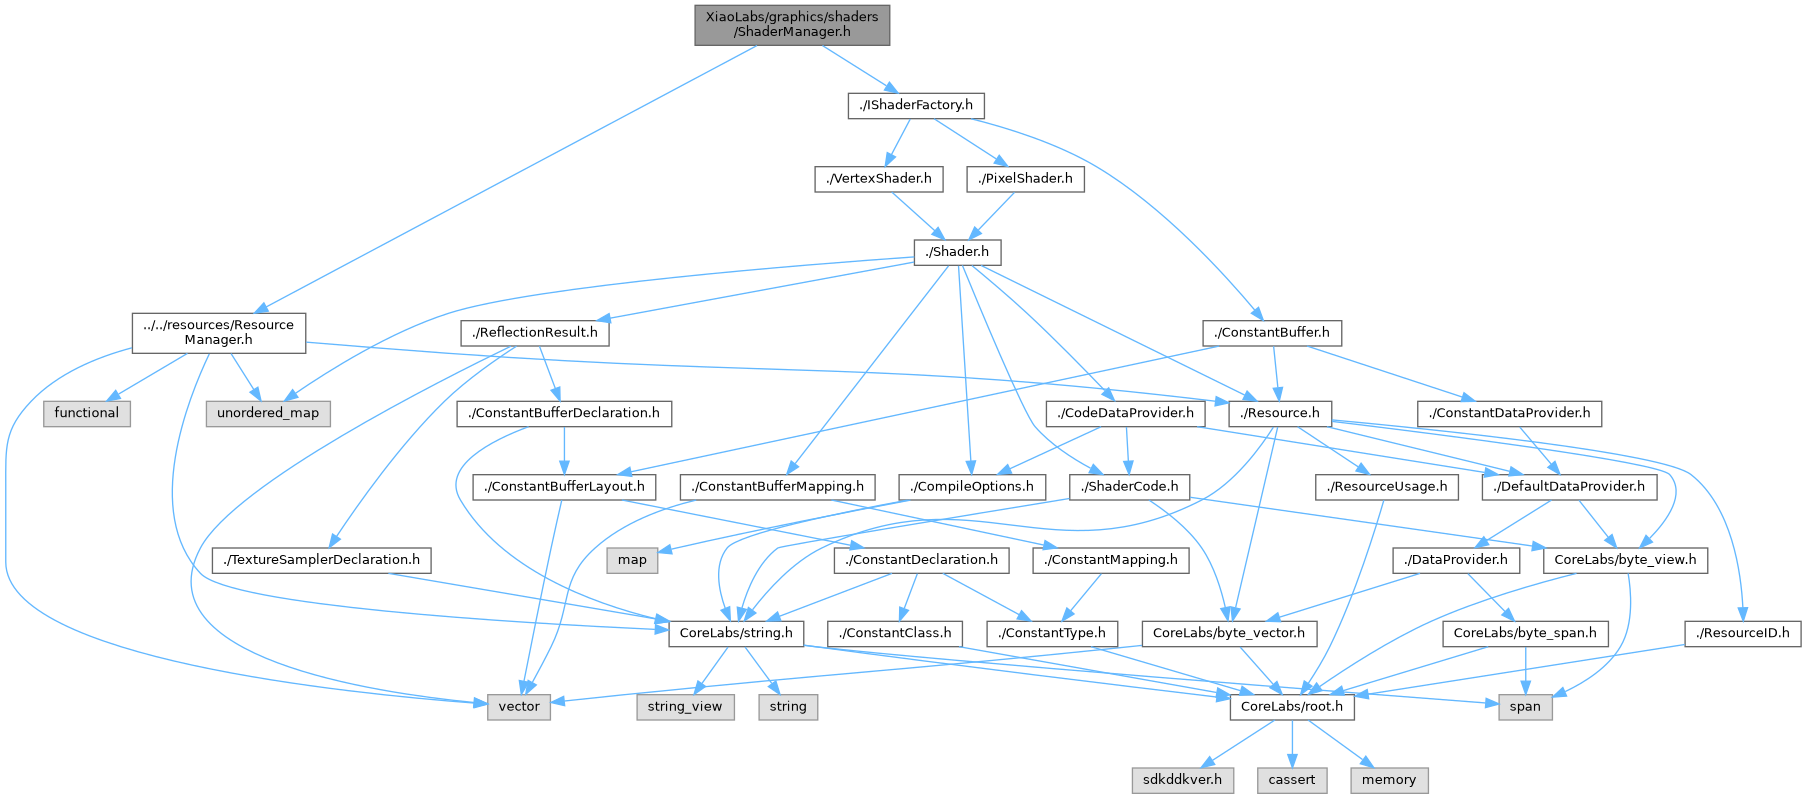 XiaoLabs/graphics/shaders
/ShaderManager.h
./IShaderFactory.h
./VertexShader.h
./PixelShader.h
./Shader.h
../../resources/Resource
Manager.h
./ReflectionResult.h
./ConstantBuffer.h
functional
unordered_map
./ConstantBufferDeclaration.h
./CodeDataProvider.h
./Resource.h
./ConstantDataProvider.h
./ConstantBufferLayout.h
./ConstantBufferMapping.h
./CompileOptions.h
./ShaderCode.h
./ResourceUsage.h
./DefaultDataProvider.h
./TextureSamplerDeclaration.h
map
./ConstantDeclaration.h
./ConstantMapping.h
./DataProvider.h
CoreLabs/byte_view.h
CoreLabs/string.h
./ConstantClass.h
./ConstantType.h
CoreLabs/byte_vector.h
CoreLabs/byte_span.h
./ResourceID.h
vector
string_view
string
CoreLabs/root.h
span
sdkddkver.h
cassert
memory